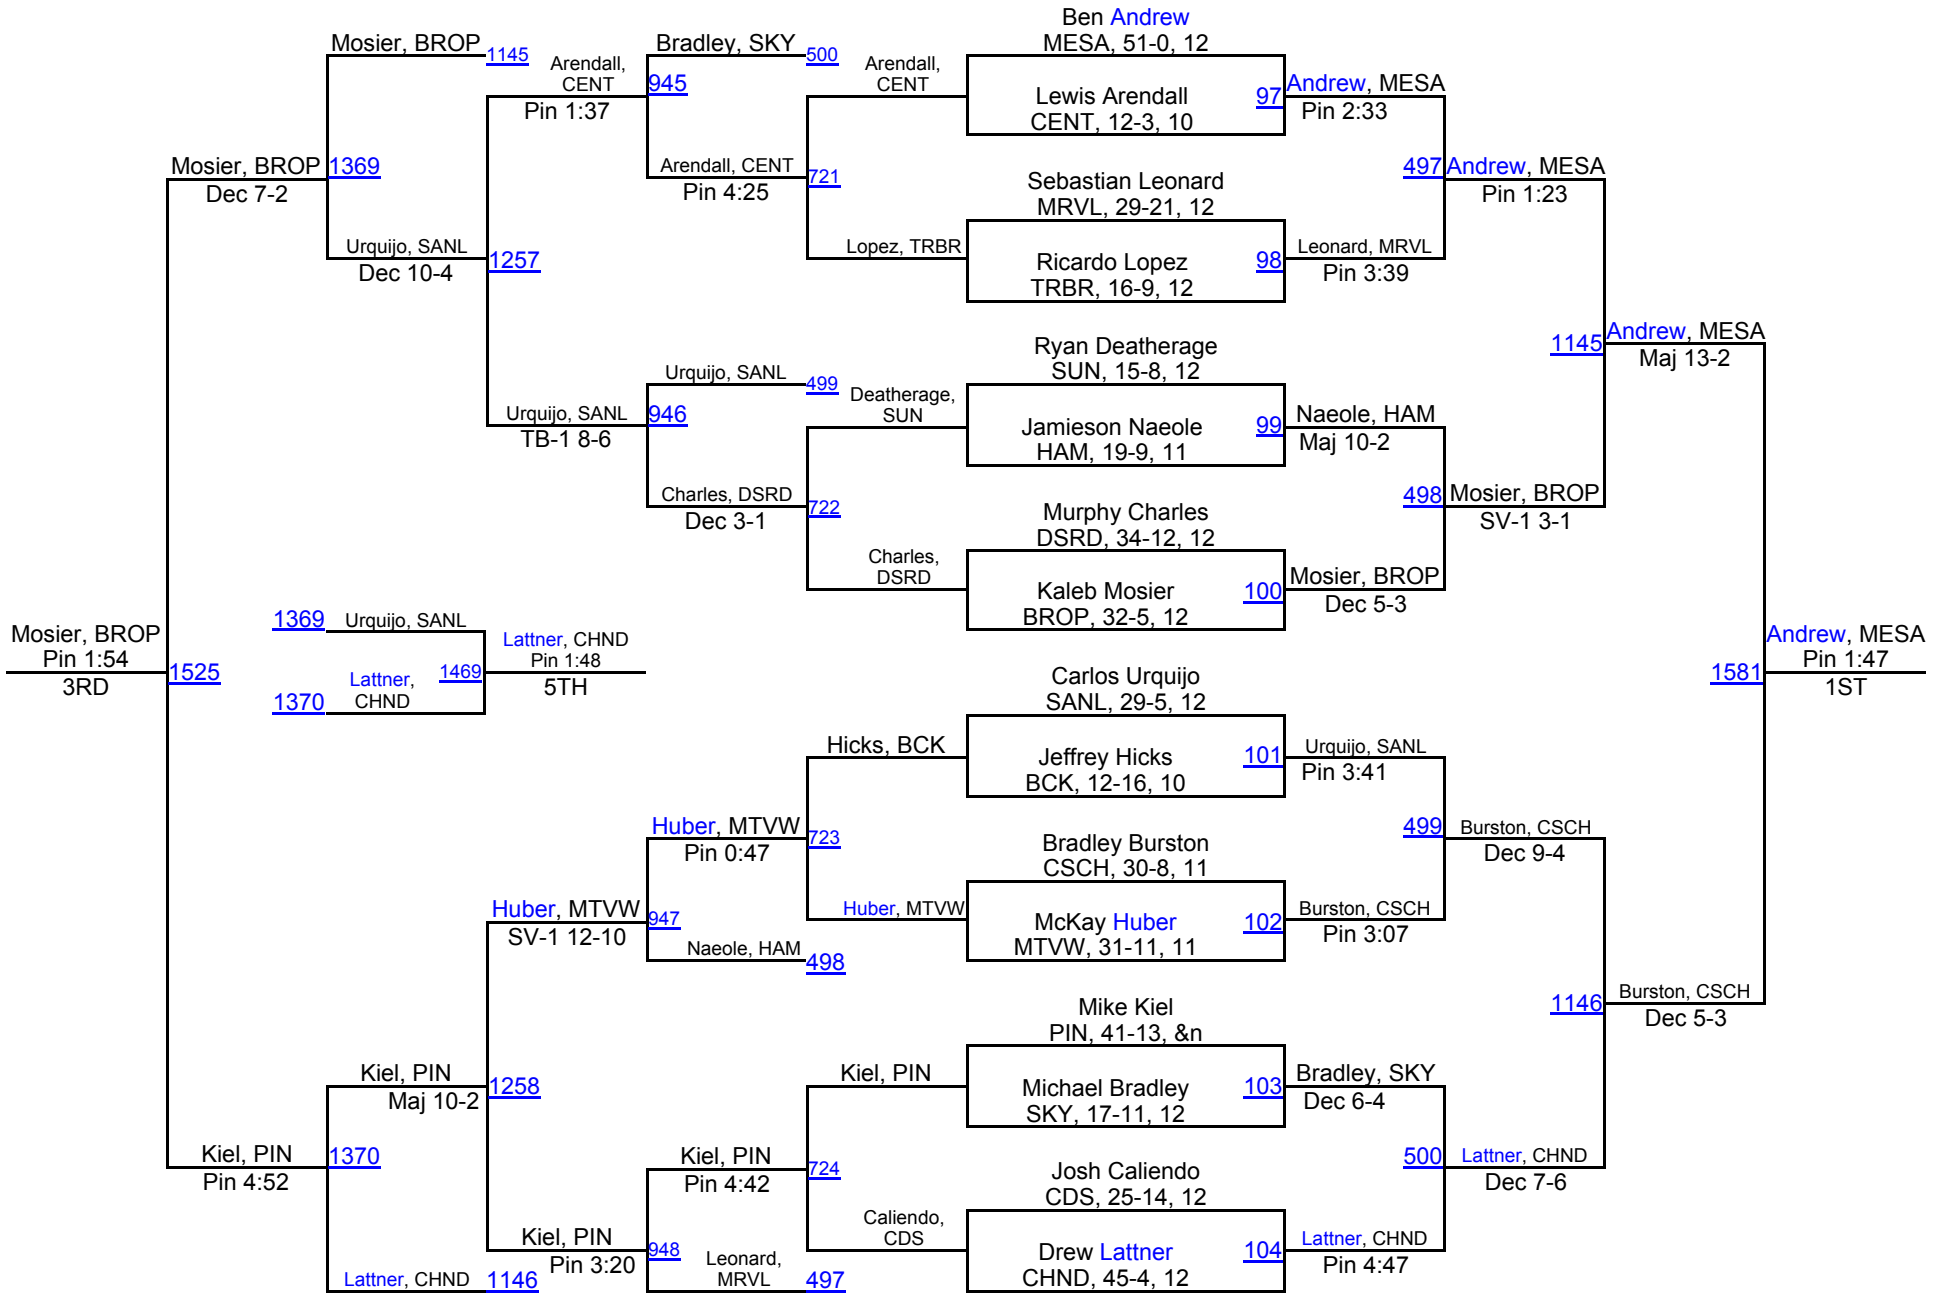 Ben Andrew
MESA, 51-0, 12
Lewis Arendall
CENT, 12-3, 10
97
Sebastian Leonard
MRVL, 29-21, 12
Ricardo Lopez
TRBR, 16-9, 12
98
Ryan Deatherage
SUN, 15-8, 12
Jamieson Naeole
HAM, 19-9, 11
99
Murphy Charles
DSRD, 34-12, 12
Kaleb Mosier
BROP, 32-5, 12
100
Carlos Urquijo
SANL, 29-5, 12
Jeffrey Hicks
BCK, 12-16, 10
101
Bradley Burston
CSCH, 30-8, 11
McKay Huber
MTVW, 31-11, 11
102
Mike Kiel
PIN, 41-13, &n
Michael Bradley
SKY, 17-11, 12
103
Josh Caliendo
CDS, 25-14, 12
Drew Lattner
CHND, 45-4, 12
104
Andrew, MESA
Pin 2:33
497
Leonard, MRVL
Pin 3:39
Naeole, HAM
Maj 10-2
498
Mosier, BROP
Dec 5-3
Urquijo, SANL
Pin 3:41
499
Burston, CSCH
Pin 3:07
Bradley, SKY
Dec 6-4
500
Lattner, CHND
Pin 4:47
Andrew, MESA
Pin 1:23
1145
Mosier, BROP
SV-1 3-1
Burston, CSCH
Dec 9-4
1146
Lattner, CHND
Dec 7-6
Andrew, MESA
Maj 13-2
1581
Burston, CSCH
Dec 5-3
Andrew, MESA
Pin 1:47
1ST
Arendall,
CENT
721
Lopez, TRBR
Deatherage,
SUN
722
Charles,
DSRD
Hicks, BCK
723
Huber, MTVW
Kiel, PIN
724
Caliendo,
CDS
Bradley, SKY
500
945
Arendall, CENT
Pin 4:25
Urquijo, SANL
499
946
Charles, DSRD
Dec 3-1
Huber, MTVW
Pin 0:47
947
Naeole, HAM
498
Kiel, PIN
Pin 4:42
948
Leonard,
MRVL
497
Arendall,
CENT
Pin 1:37
1257
Urquijo, SANL
TB-1 8-6
Huber, MTVW
SV-1 12-10
1258
Kiel, PIN
Pin 3:20
Mosier, BROP
1145
1369
Urquijo, SANL
Dec 10-4
Kiel, PIN
Maj 10-2
1370
Lattner, CHND
1146
Mosier, BROP
Dec 7-2
1525
Kiel, PIN
Pin 4:52
Mosier, BROP
Pin 1:54
3RD
1369
Urquijo, SANL
1370
Lattner,
CHND
1469
Lattner, CHND
Pin 1:48
5TH